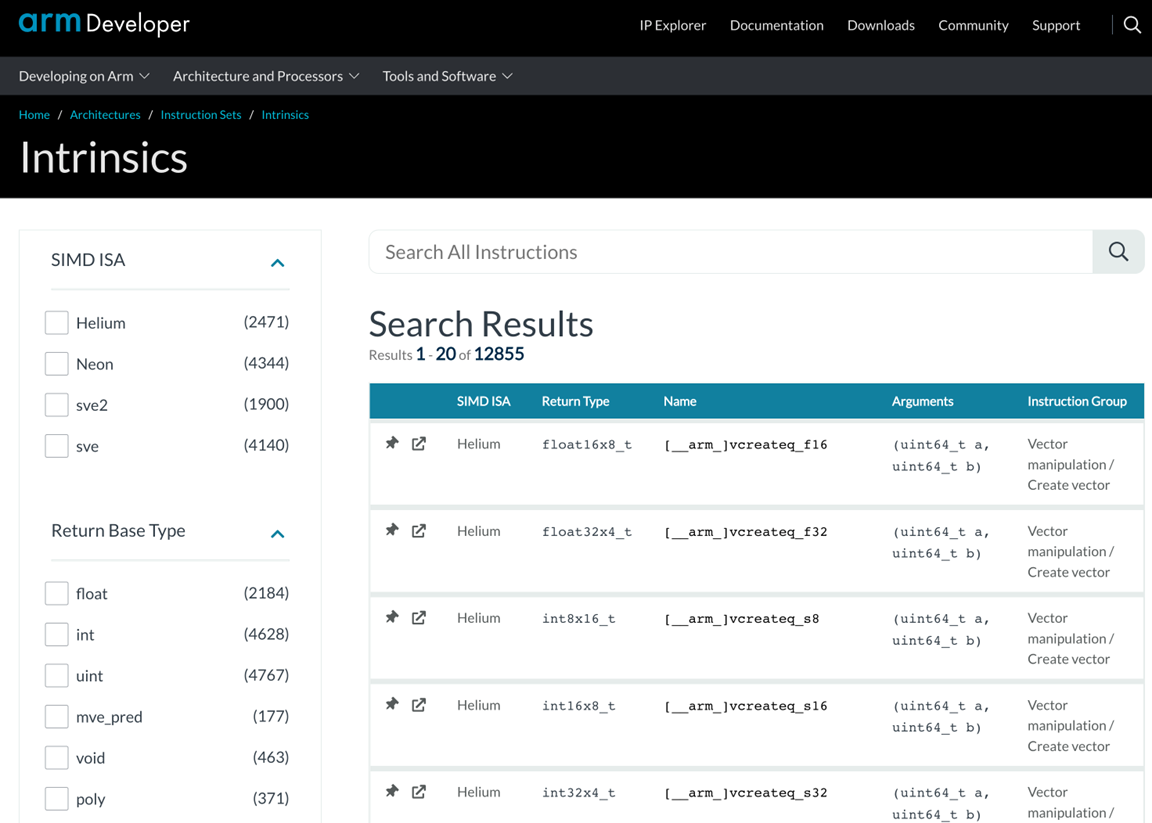 arm Developer
IP Explorer Documentation Downloads Community Support
Developing on Arm Architecture and Processors Tools and Software
Home / Architectures / Instruction Sets / Intrinsics
Intrinsics
SIMD ISA
Helium (2471)
Neon (4344)
sve2 (1900)
sve (4140)
Return Base Type
float (2184)
int (4628)
uint (4767)
mve_pred (177)
void (463)
poly (371)
Search All Instructions
Search Results
Results 1 - 20 of 12855
SIMD ISA Return Type Name Arguments Instruction Group
Helium float16x8_t [__arm_]vcreateq_f16 (uint64_t a, Vector
uint64_t b) manipulation /
Create vector
Helium float32x4_t [__arm_]vcreateq_f32 (uint64_t a, Vector
uint64_t b) manipulation /
Create vector
Helium int8x16_t [__arm_]vcreateq_s8 (uint64_t a, Vector
uint64_t b) manipulation /
Create vector
Helium int16x8_t [__arm_]vcreateq_s16 (uint64_t a, Vector
uint64_t b) manipulation /
Create vector
Helium int32x4_t [__arm_]vcreateq_s32 (uint64_t a, Vector
uint64_t b) manipulation /